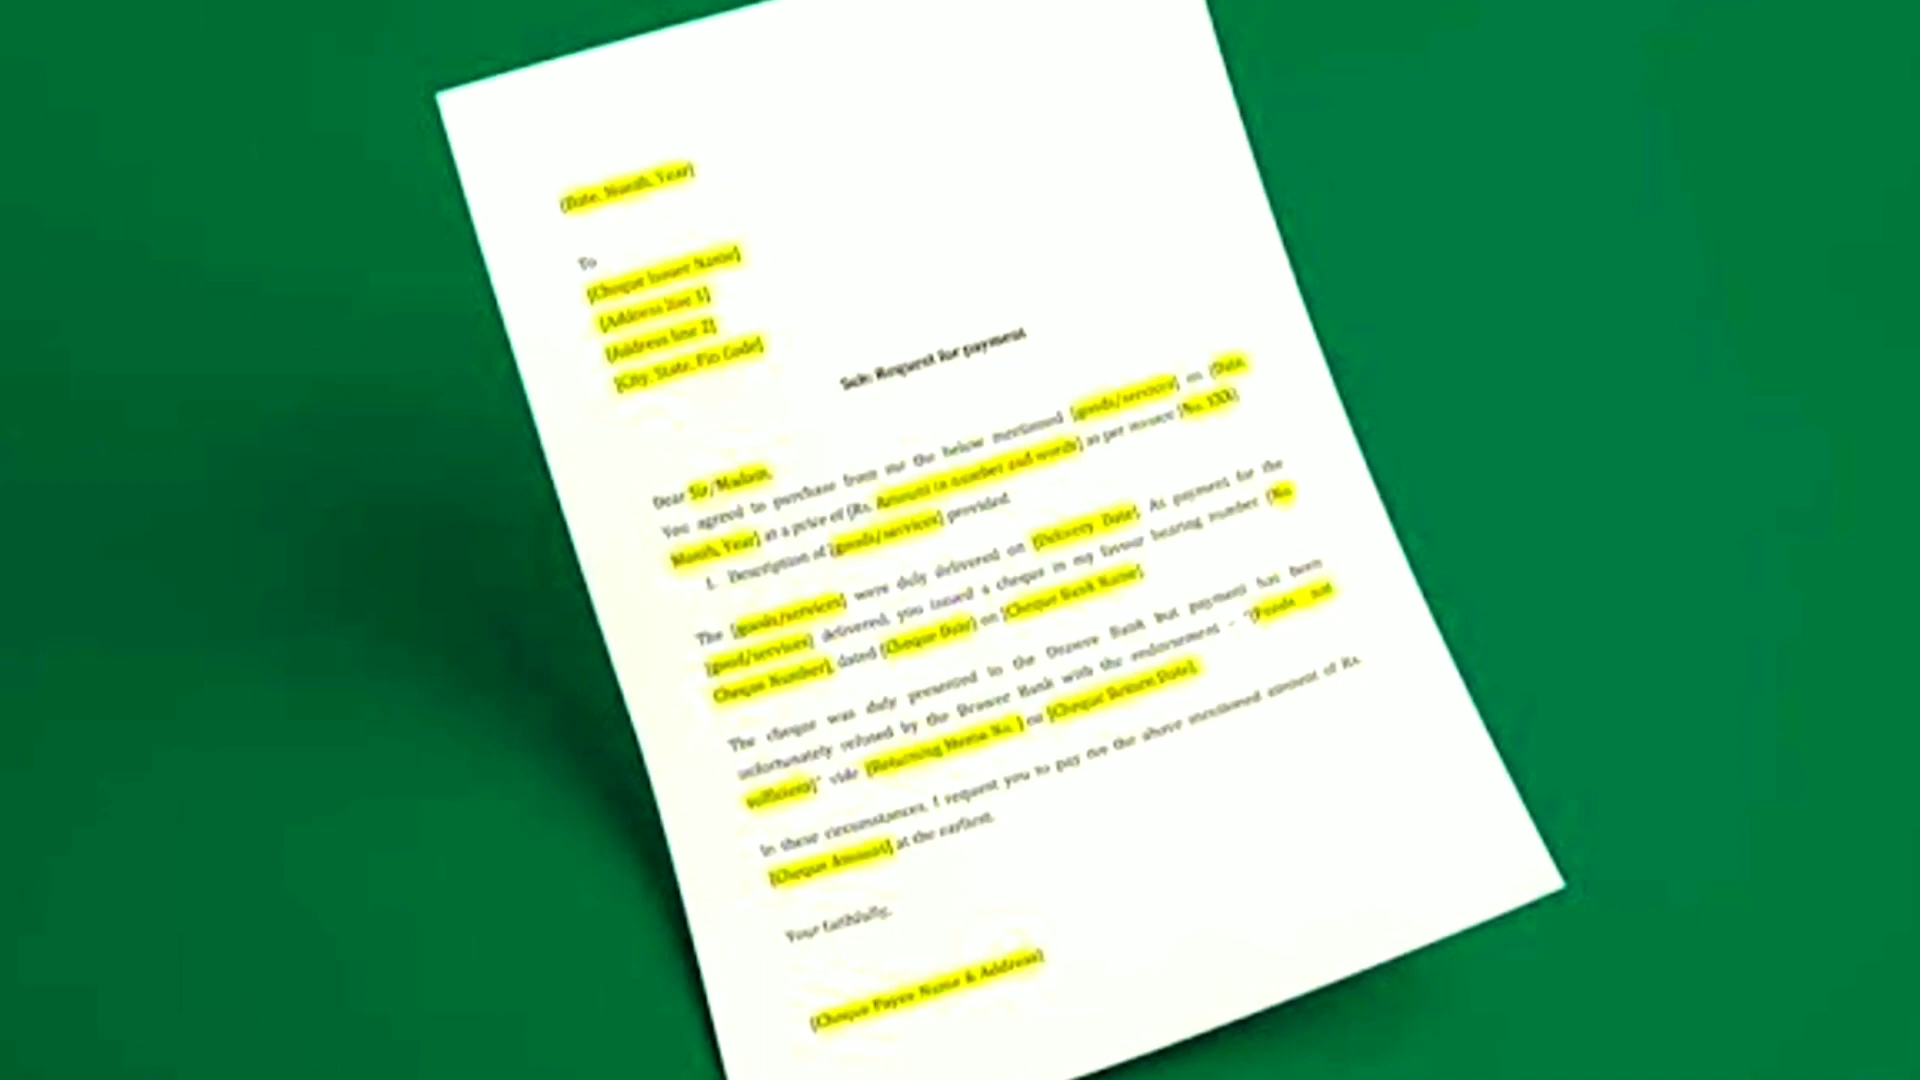 [Date, Month, Year]
To
[Cheque Issuer Name]
[Address line 1]
[Address line 2]
[City, State, Pin Code]
Sub: Request for payment
Dear Sir/Madam,
You agreed to purchase from me the below mentioned [goods/services] on [Date,
Month, Year] at a price of [Rs. Amount in number and words] as per invoice [No. XXX]
1. Description of [goods/services] provided.
The [goods/services] were duly delivered on [Delivery Date]. As payment for the
[good/services] delivered, you issued a cheque in my favour bearing number [No
Cheque Number], dated [Cheque Date] on [Cheque Bank Name].
The cheque was duly presented to the Drawee Bank but payment has been
unfortunately refused by the Drawee Bank with the endorsement - "[Funds not
sufficient]" vide [Returning Memo No. ] on [Cheque Return Date].
In these circumstances, I request you to pay me the above mentioned amount of Rs.
[Cheque Amount] at the earliest.
Your faithfully,
[Cheque Payee Name & Address]